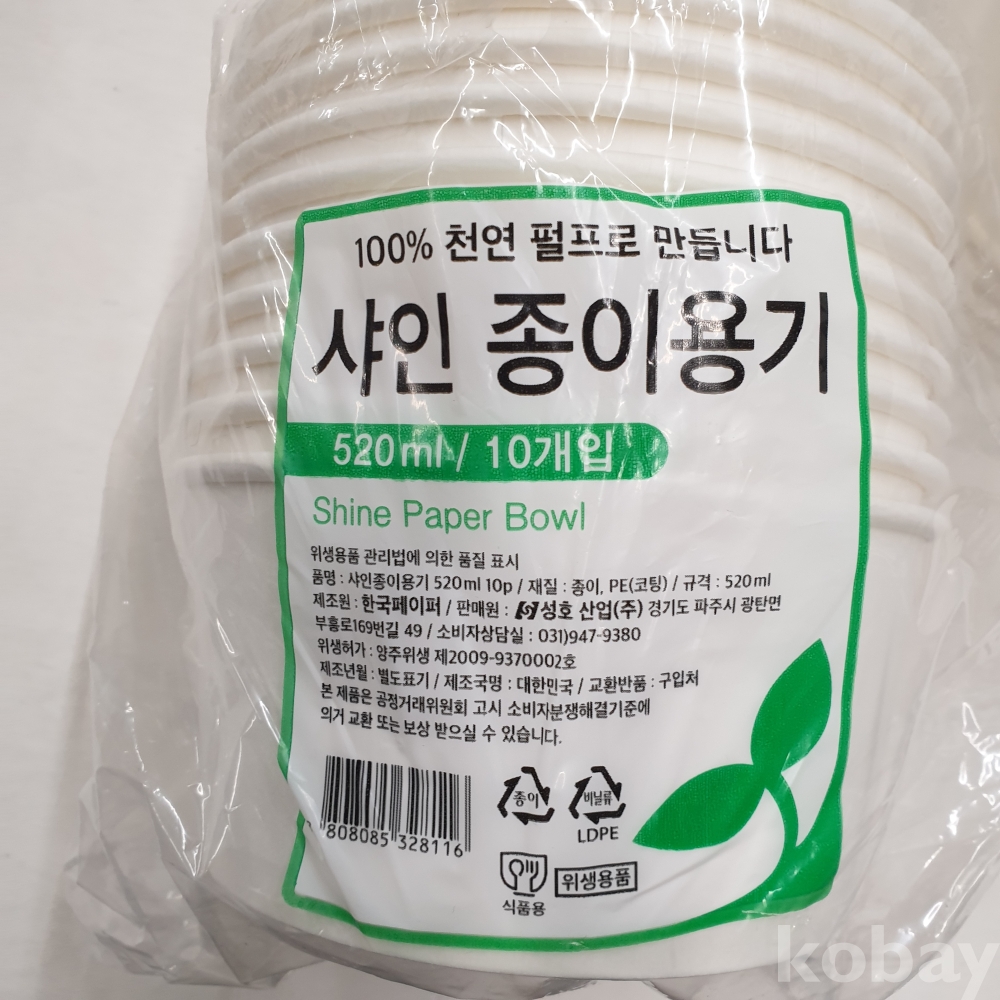 100% 천연 펄프로 만듭니다
샤인 종이용기
520ml / 10개입
Shine Paper Bowl
위생용품 관리법에 의한 품질 표시
품명 : 샤인종이용기 520ml 10p / 재질 : 종이, PE(코팅) / 규격 : 520ml
제조원 : 한국페이퍼 / 판매원 : 성호 산업(주) 경기도 파주시 광탄면
부흥로169번길 49 / 소비자상담실 : 031)947-9380
위생허가 : 양주위생 제2009-9370002호
제조년월 : 별도표기 / 제조국명 : 대한민국 / 교환반품 : 구입처
본 제품은 공정거래위원회 고시 소비자분쟁해결기준에
의거 교환 또는 보상 받으실 수 있습니다.
종이
비닐류
LDPE
808085 328116
식품용
위생용품
kobay